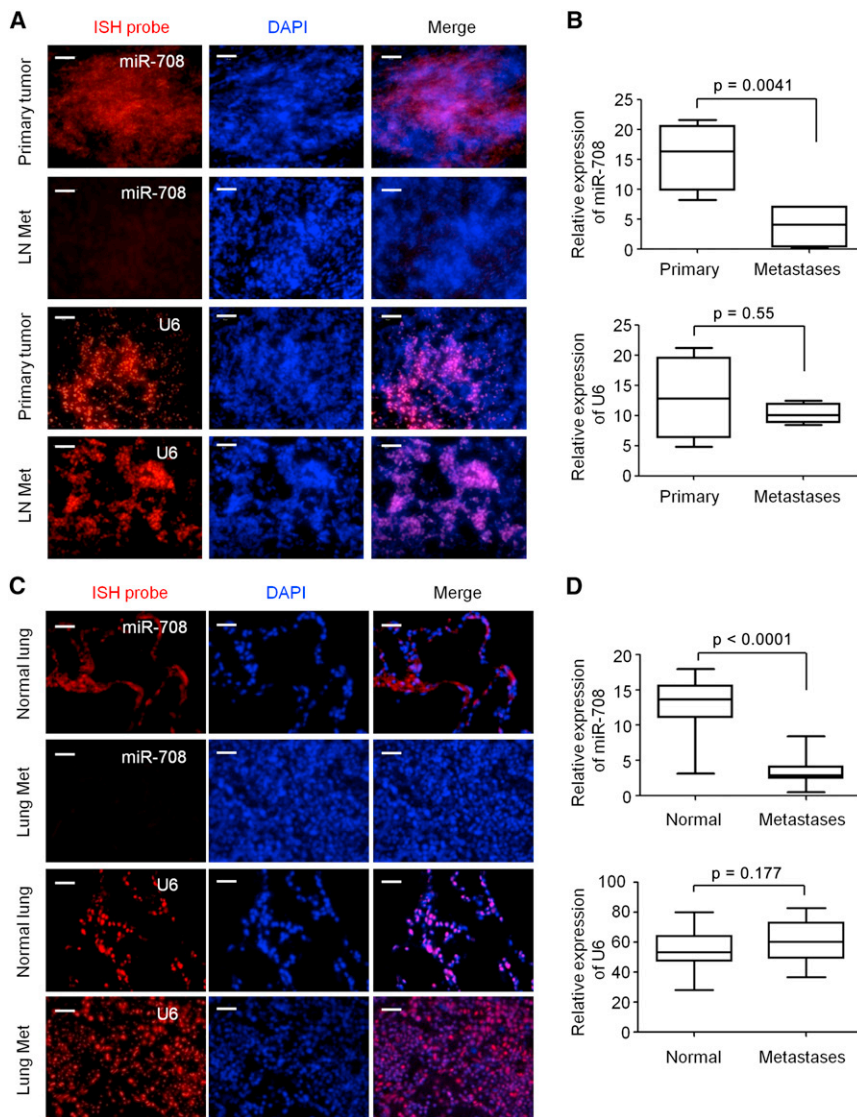 A
ISH probe DAPI Merge
Primary tumor miR-708
LN Met miR-708
Primary tumor U6
LN Met U6
B
p = 0.0041
Relative expression
of miR-708
25
20
15
10
5
0
Primary Metastases
p = 0.55
Relative expression
of U6
25
20
15
10
5
0
Primary Metastases
C
ISH probe DAPI Merge
Normal lung miR-708
Lung Met miR-708
Normal lung U6
Lung Met U6
D
p < 0.0001
Relative expression
of miR-708
20
15
10
5
0
Normal Metastases
p = 0.177
Relative expression
of U6
100
80
60
40
20
0
Normal Metastases